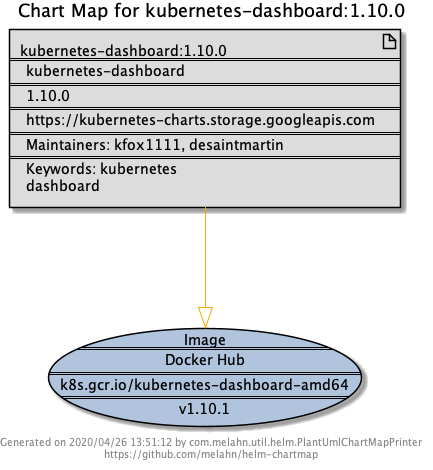 Chart Map for kubernetes-dashboard:1.10.0
kubernetes-dashboard:1.10.0
kubernetes-dashboard
1.10.0
https://kubernetes-charts.storage.googleapis.com
Maintainers: kfox1111, desaintmartin
Keywords: kubernetes
dashboard
Image
Docker Hub
k8s.gcr.io/kubernetes-dashboard-amd64
v1.10.1
Generated on 2020/04/26 13:51:12 by com.melahn.util.helm.PlantUmlChartMapPrinter
https://github.com/melahn/helm-chartmap